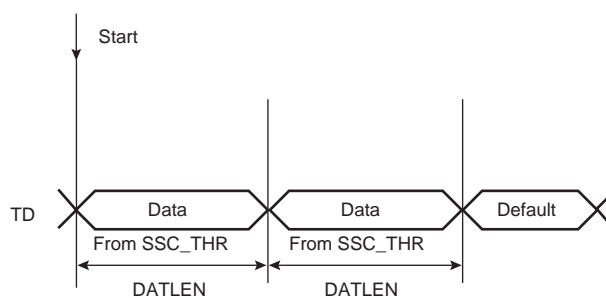 Start
TD
Data Data Default
From SSC_THR From SSC_THR
DATLEN DATLEN